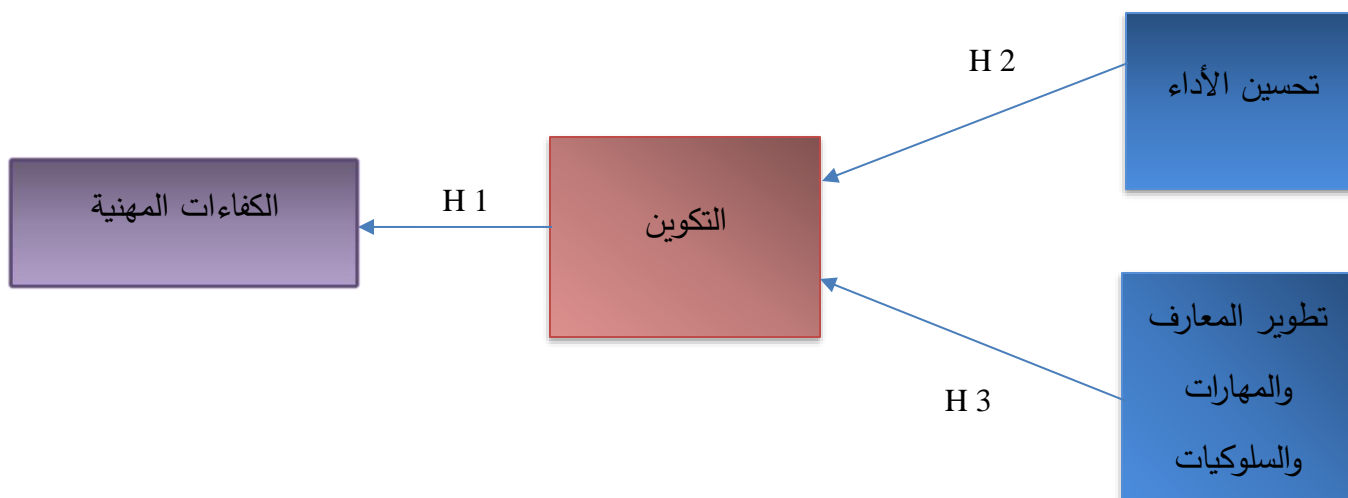 تحسين الأداء
H 2
التكوين
H 1
الكفاءات المهنية
تطوير المعارف
والمهارات
والسلوكيات
H 3